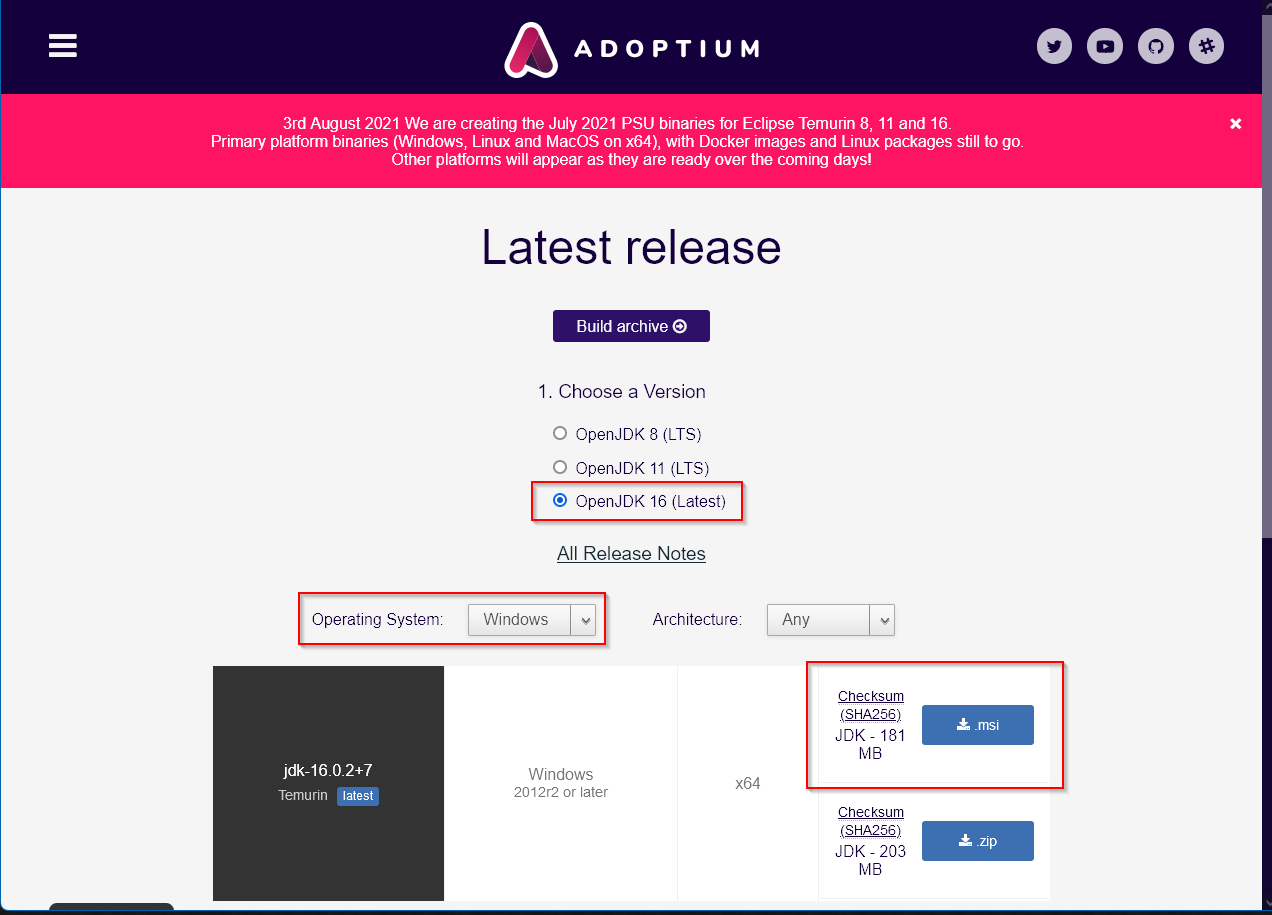 ADOPTIUM
3rd August 2021 We are creating the July 2021 PSU binaries for Eclipse Temurin 8, 11 and 16.
Primary platform binaries (Windows, Linux and MacOS on x64), with Docker images and Linux packages still to go.
Other platforms will appear as they are ready over the coming days!
Latest release
Build archive
1. Choose a Version
OpenJDK 8 (LTS)
OpenJDK 11 (LTS)
OpenJDK 16 (Latest)
All Release Notes
Operating System: Windows Architecture: Any
jdk-16.0.2+7
Temurin latest
Windows
2012r2 or later
x64
Checksum
(SHA256)
JDK - 181
MB
.msi
Checksum
(SHA256)
JDK - 203
MB
.zip